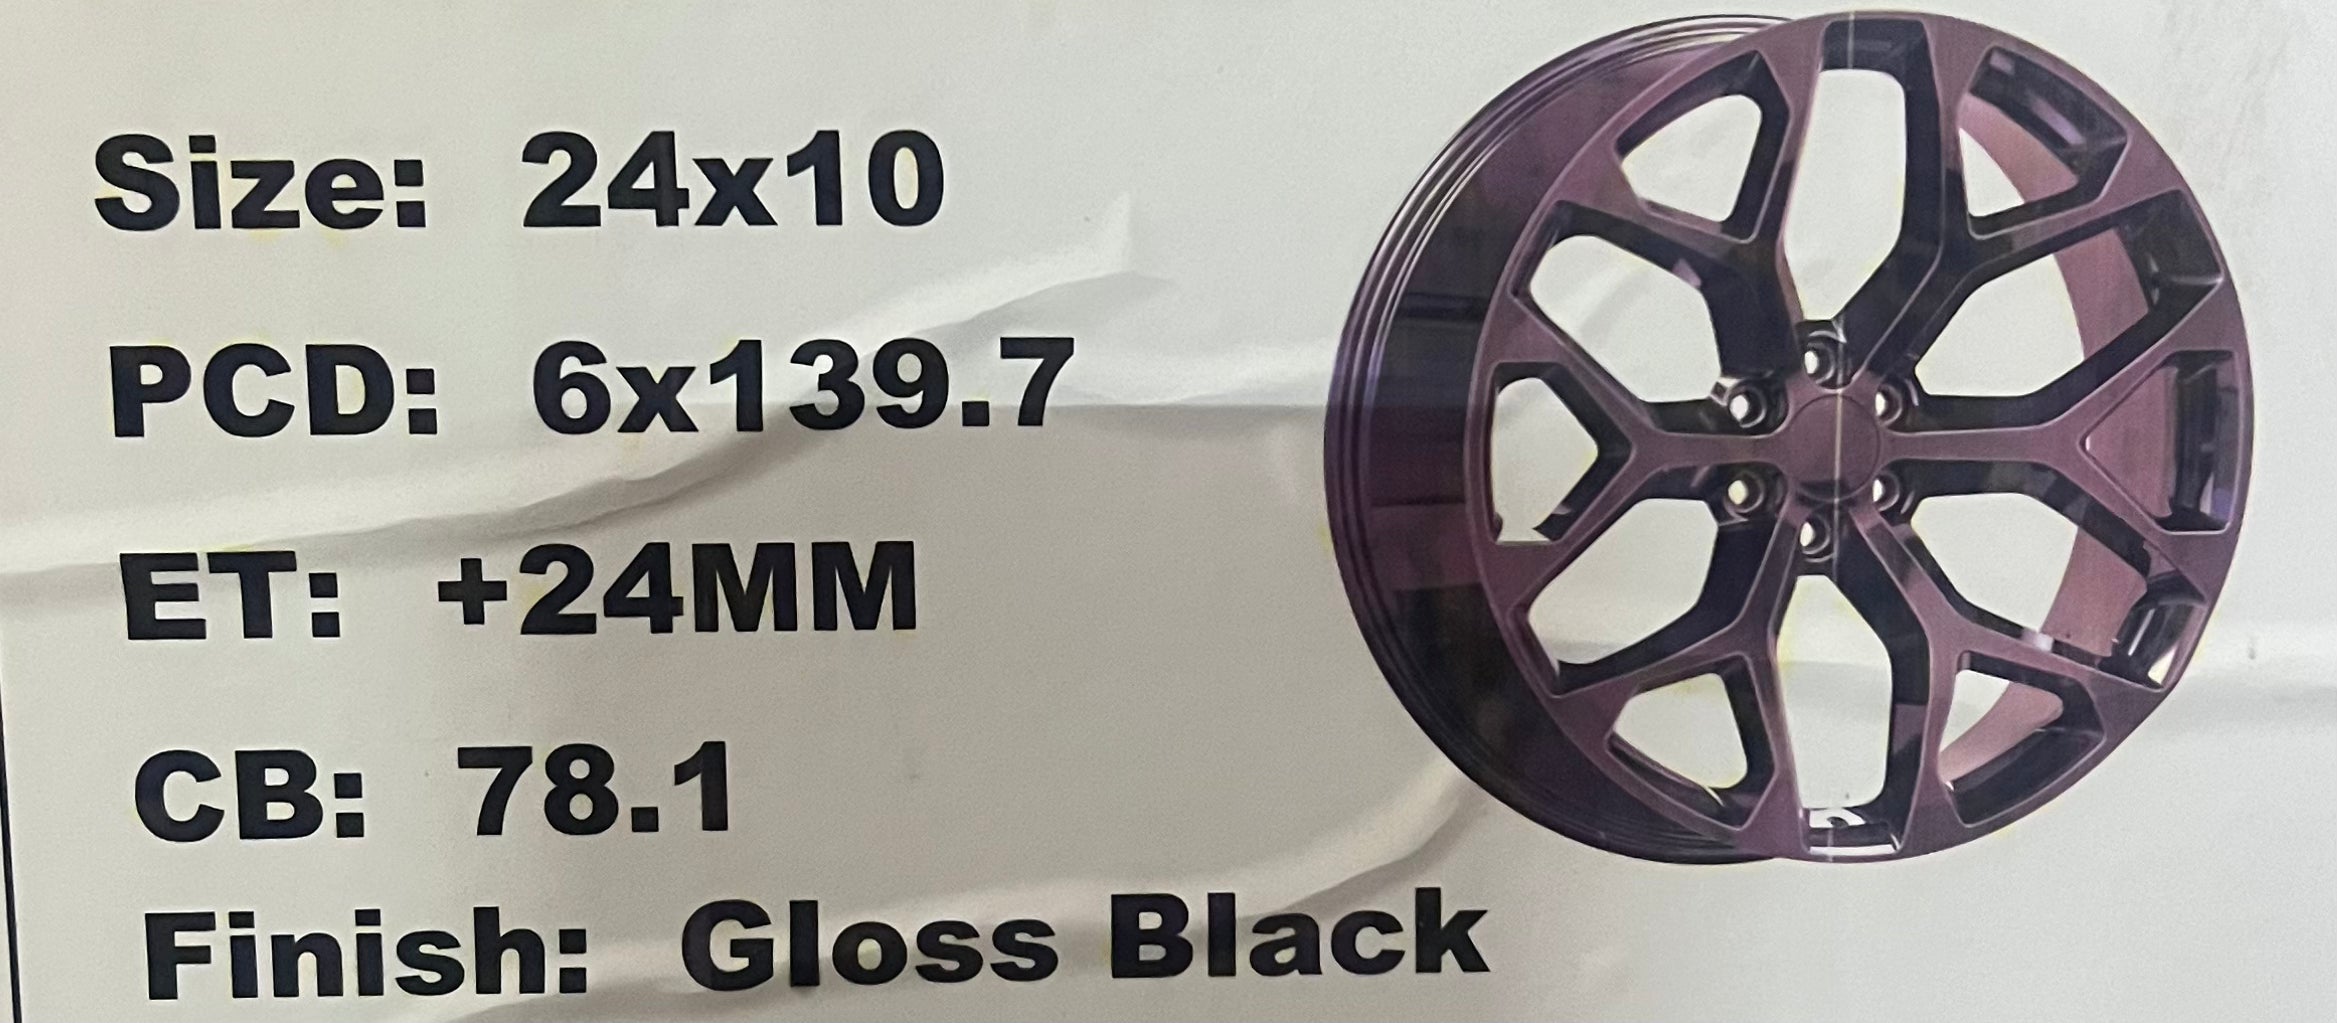 Size: 24x10
PCD: 6x139.7
ET: +24MM
CB: 78.1
Finish: Gloss Black